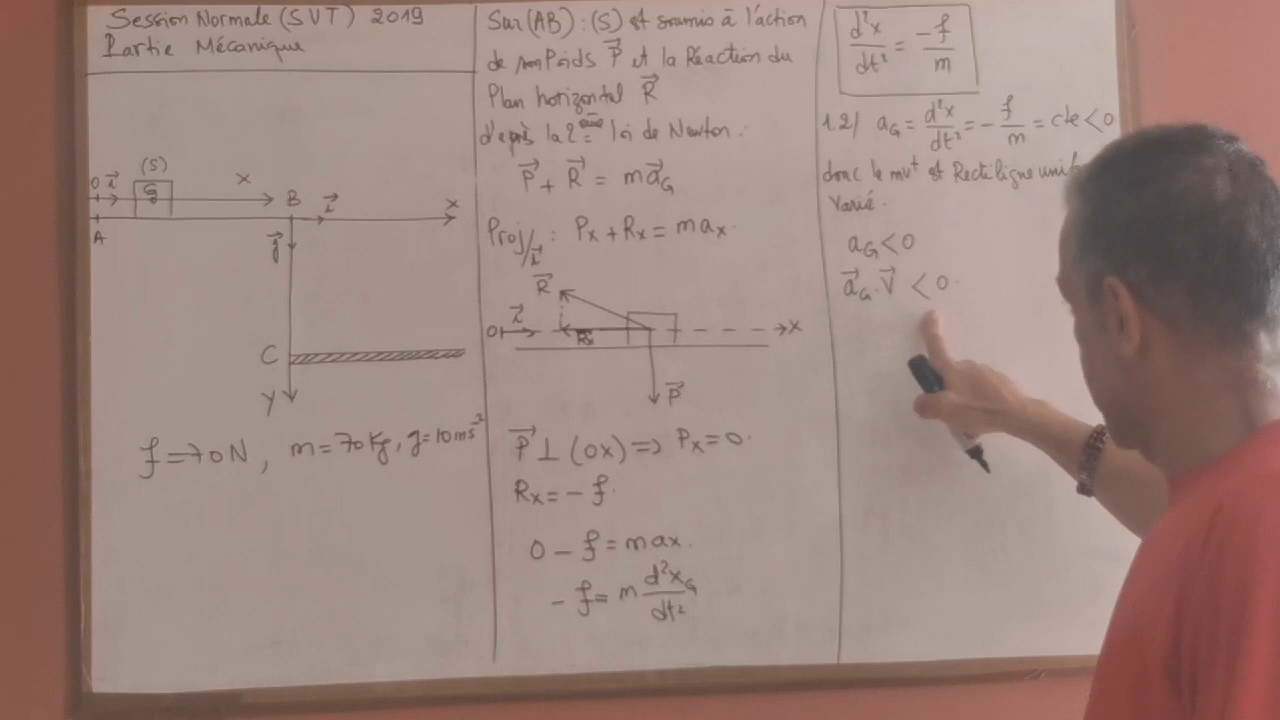 Session Normale (SVT) 2019
Partie Mécanique
(S)
O i⃗ G x B i⃗ x
A
j⃗
C
y
f = 70N, m = 70 Kg, g = 10 ms⁻²
Sur (AB) : (S) est soumis à l'action
de son Poids P⃗ et la Réaction du
Plan horizontal R⃗
d'après la 2ème loi de Newton :
P⃗ + R⃗ = m a⃗G
Proj/i⃗ : Px + Rx = m ax.
R⃗
O i⃗ Rx x
P⃗
P⃗ ⊥ (Ox) => Px = 0.
Rx = - f.
0 - f = m ax.
- f = m d²xG/dt²
d²x/dt² = -f/m
1.2/ aG = d²x/dt² = - f/m = cte < 0
donc le mvt est Rectiligne
Varié.
aG < 0
a⃗G . V⃗ < 0.